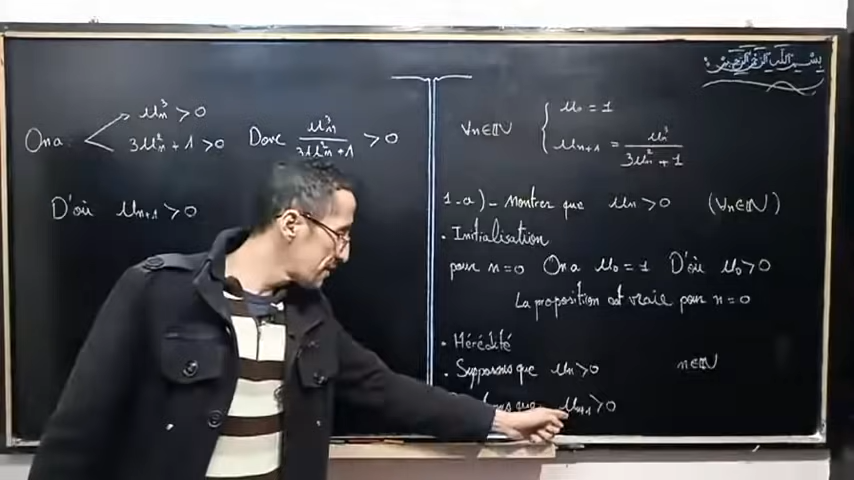 بسم الله الرحمن الرحيم
On a < Un³ > 0
3Un² + 1 > 0
Donc Un³ / (3Un² + 1) > 0
D'où Un+1 > 0
∀n∈ℕ { U₀ = 1
Un+1 = Un³ / (3Un² + 1)
1-a) - Montrer que Un > 0 (∀n∈ℕ)
• Initialisation
pour n = 0 On a U₀ = 1 D'où U₀ > 0
La proposition est vraie pour n = 0
• Hérédité
• Supposons que Un > 0 n∈ℕ
que Un+1 > 0